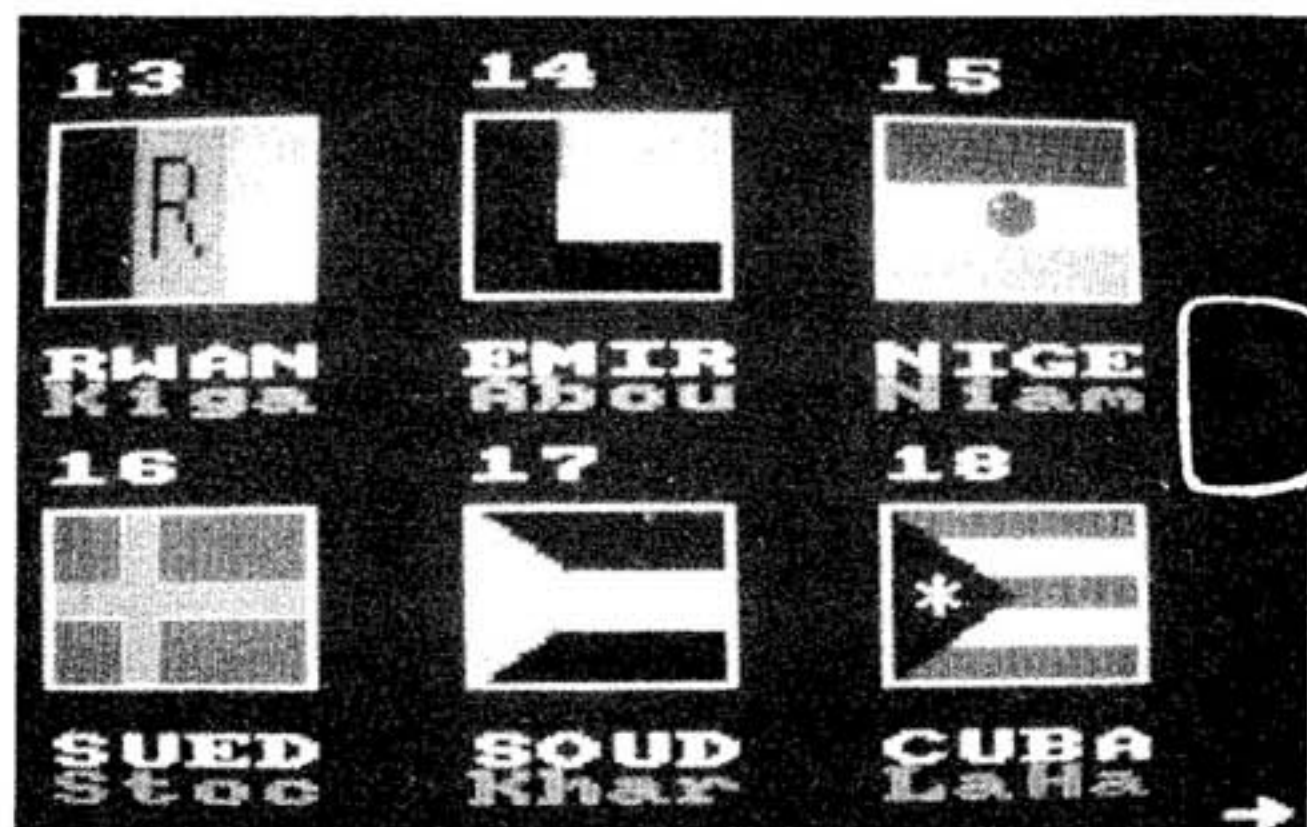 13 14 15
R
RWAN EMIR NIGE
Kiga Abou Niam
16 17 18
*
SUED SOUD CUBA
Stoc Khar LaHa